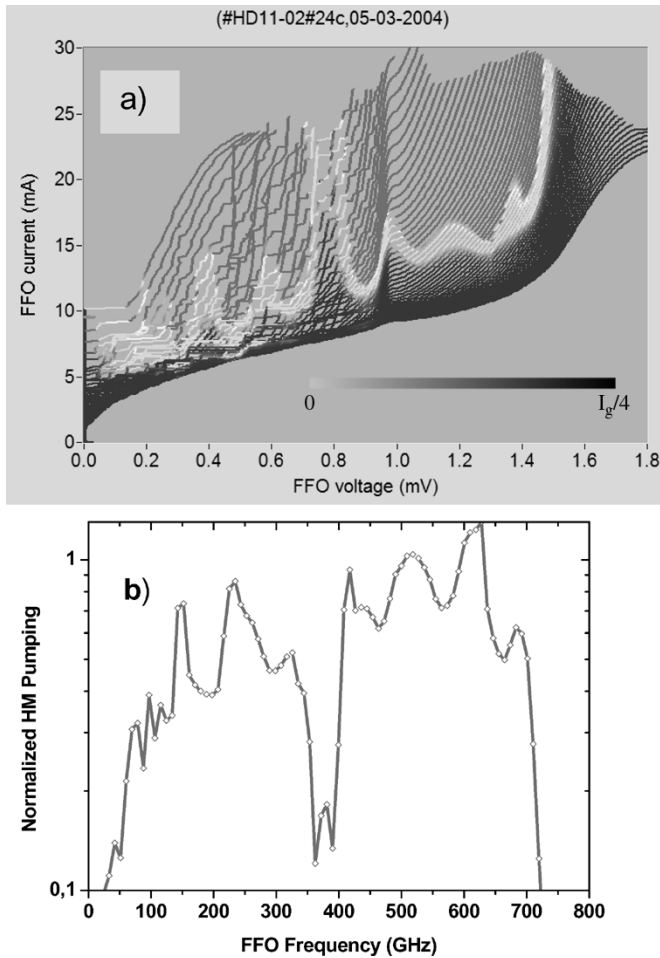 (#HD11-02#24c,05-03-2004)
a)
30
25
20
15
10
5
0
FFO current (mA)
0
I_g/4
0.0 0.2 0.4 0.6 0.8 1.0 1.2 1.4 1.6 1.8
FFO voltage (mV)
b)
1
0,1
Normalized HM Pumping
0 100 200 300 400 500 600 700 800
FFO Frequency (GHz)